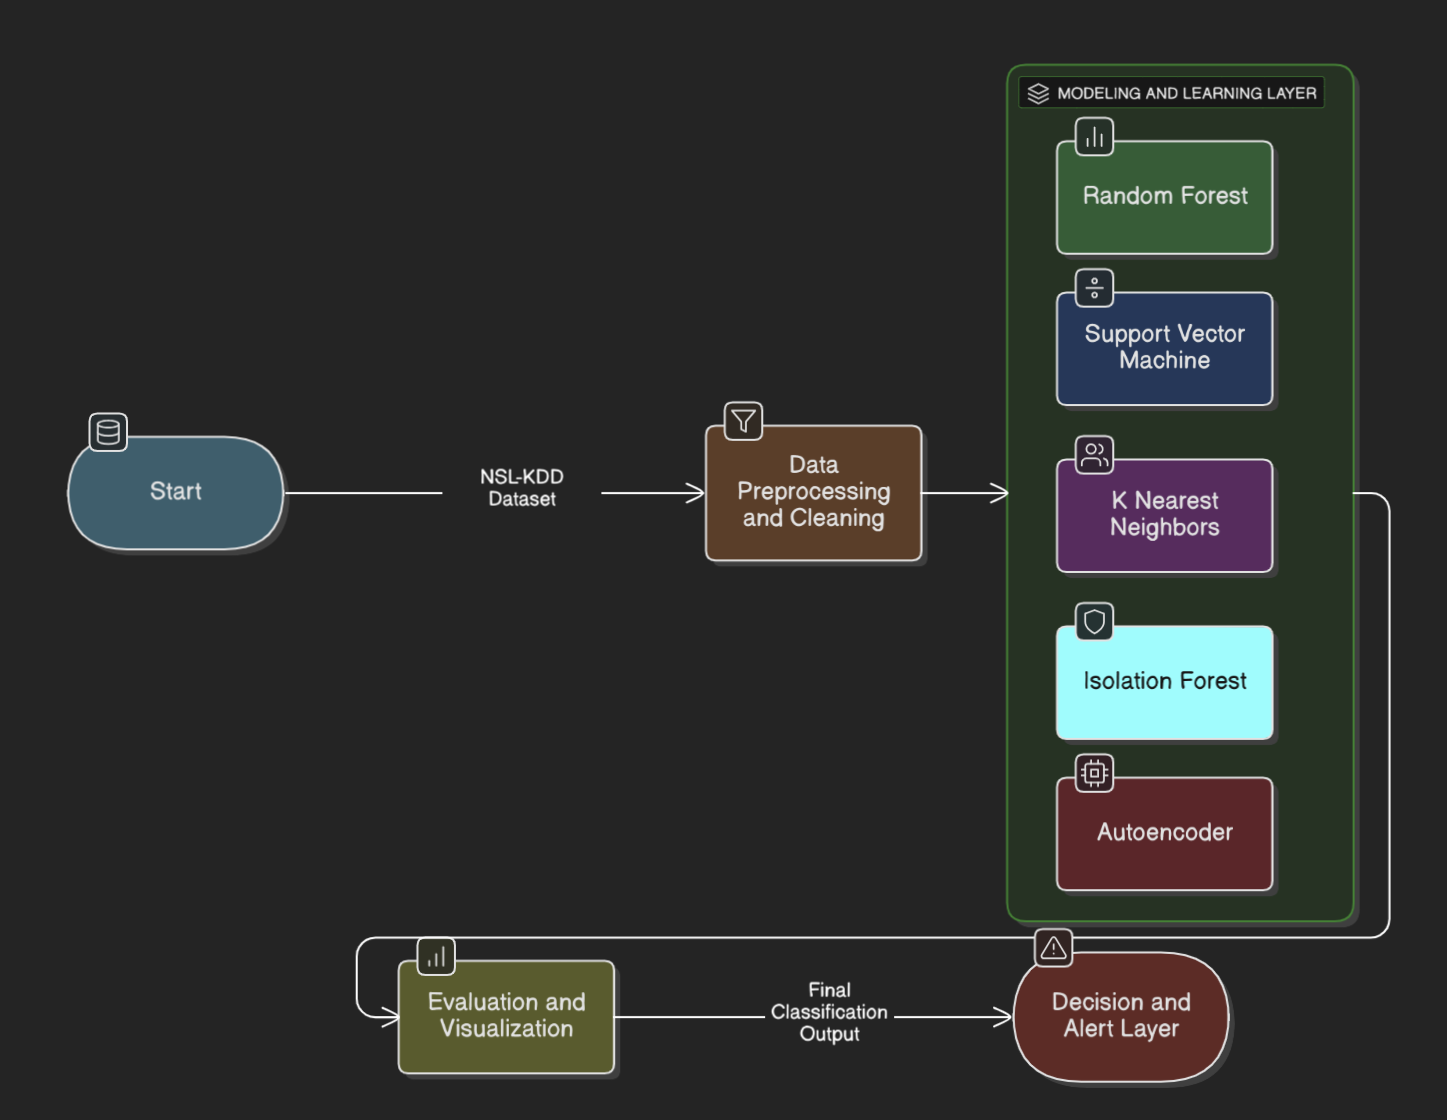 MODELING AND LEARNING LAYER
Random Forest
Support Vector
Machine
K Nearest
Neighbors
Isolation Forest
Autoencoder
Start
NSL-KDD
Dataset
Data
Preprocessing
and Cleaning
Evaluation and
Visualization
Final
Classification
Output
Decision and
Alert Layer